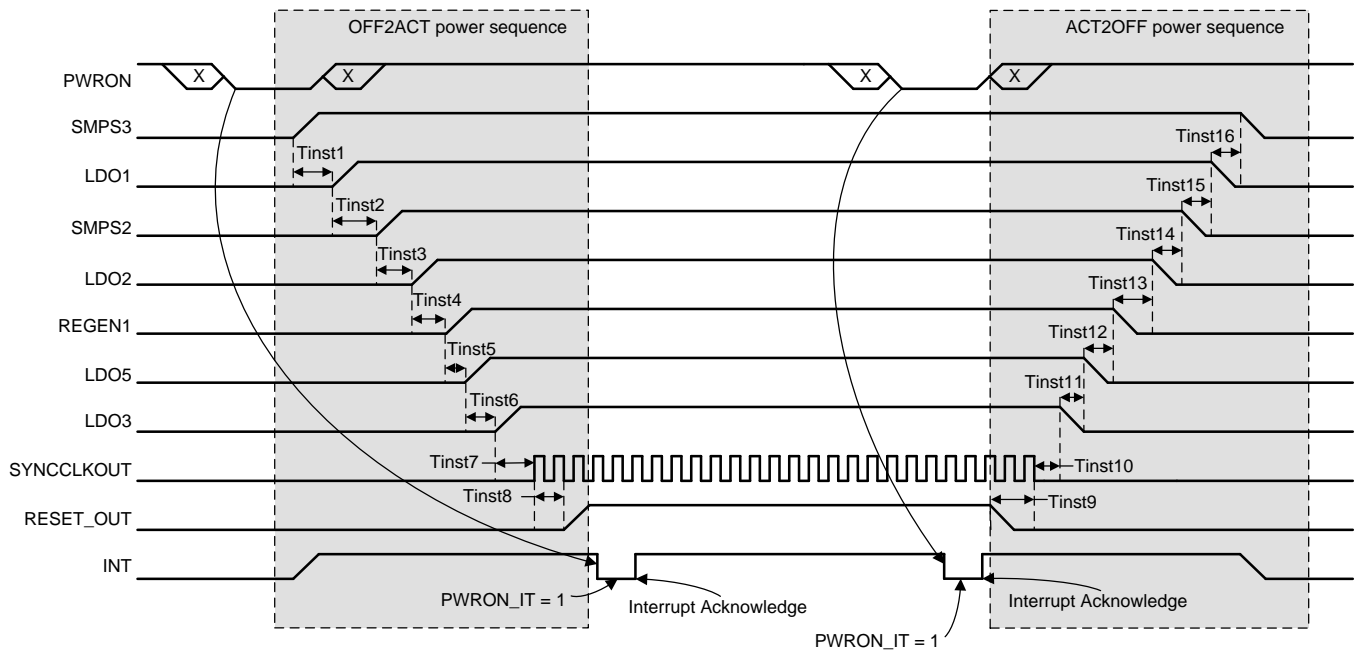 OFF2ACT power sequence
ACT2OFF power sequence
PWRON
X
X
X
X
SMPS3
Tinst1
Tinst16
LDO1
Tinst2
Tinst15
SMPS2
Tinst3
Tinst14
LDO2
Tinst4
Tinst13
REGEN1
Tinst5
Tinst12
LDO5
Tinst6
Tinst11
LDO3
Tinst7
Tinst10
SYNCCLKOUT
Tinst8
Tinst9
RESET_OUT
INT
PWRON_IT = 1
Interrupt Acknowledge
Interrupt Acknowledge
PWRON_IT = 1